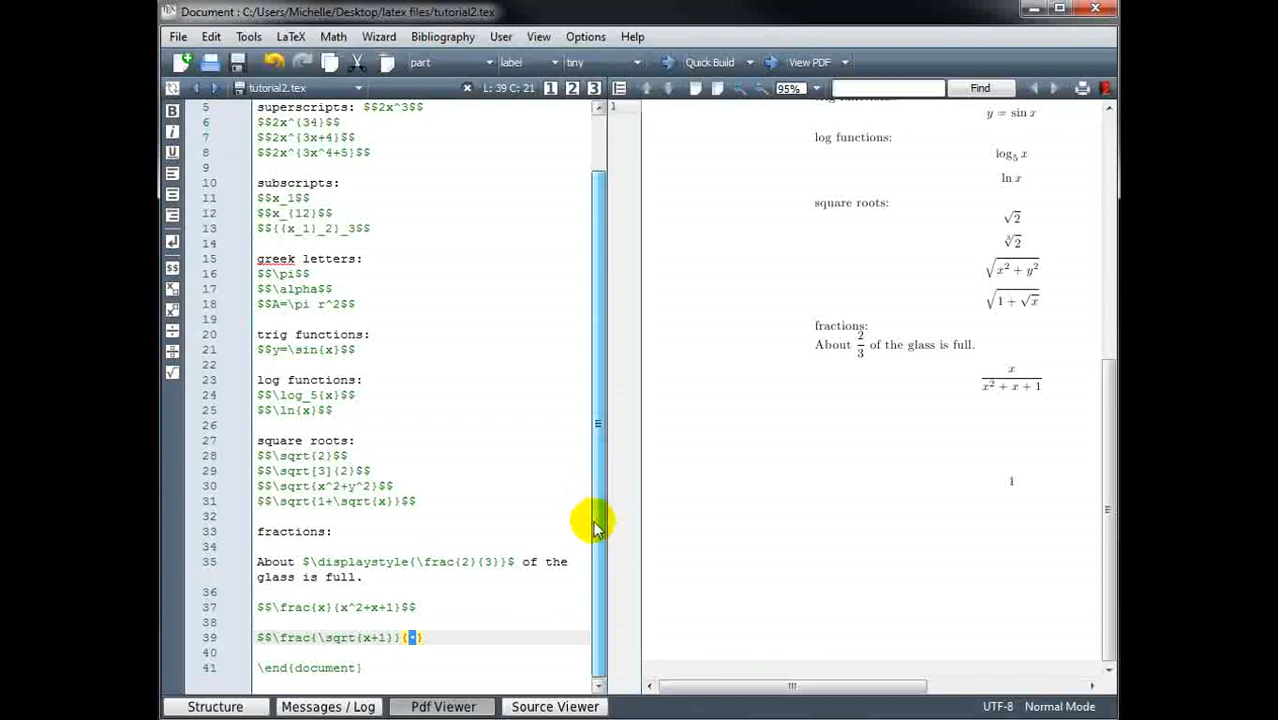 Document : C:/Users/Michelle/Desktop/latex files/tutorial2.tex
File Edit Tools LaTeX Math Wizard Bibliography User View Options Help
part label tiny Quick Build View PDF
tutorial2.tex L: 39 C: 21 1 2 3 95% Find
5 superscripts: $$2x^3$$
6 $$2x^{34}$$
7 $$2x^{3x+4}$$
8 $$2x^{3x^4+5}$$
9
10 subscripts:
11 $$x_1$$
12 $$x_{12}$$
13 $${{x_1}_2}_3$$
14
15 greek letters:
16 $$\pi$$
17 $$\alpha$$
18 $$A=\pi r^2$$
19
20 trig functions:
21 $$y=\sin{x}$$
22
23 log functions:
24 $$\log_5{x}$$
25 $$\ln{x}$$
26
27 square roots:
28 $$\sqrt{2}$$
29 $$\sqrt[3]{2}$$
30 $$\sqrt{x^2+y^2}$$
31 $$\sqrt{1+\sqrt{x}}$$
32
33 fractions:
34
35 About $\displaystyle{\frac{2}{3}}$ of the
glass is full.
36
37 $$\frac{x}{x^2+x+1}$$
38
39 $$\frac{\sqrt{x+1}}{•}
40
41 \end{document}
1
y = sin x
log functions:
log₅ x
ln x
square roots:
√2
∛2
√(x² + y²)
√(1 + √x)
fractions:
About 2/3 of the glass is full.
x
x² + x + 1
1
Structure Messages / Log Pdf Viewer Source Viewer UTF-8 Normal Mode